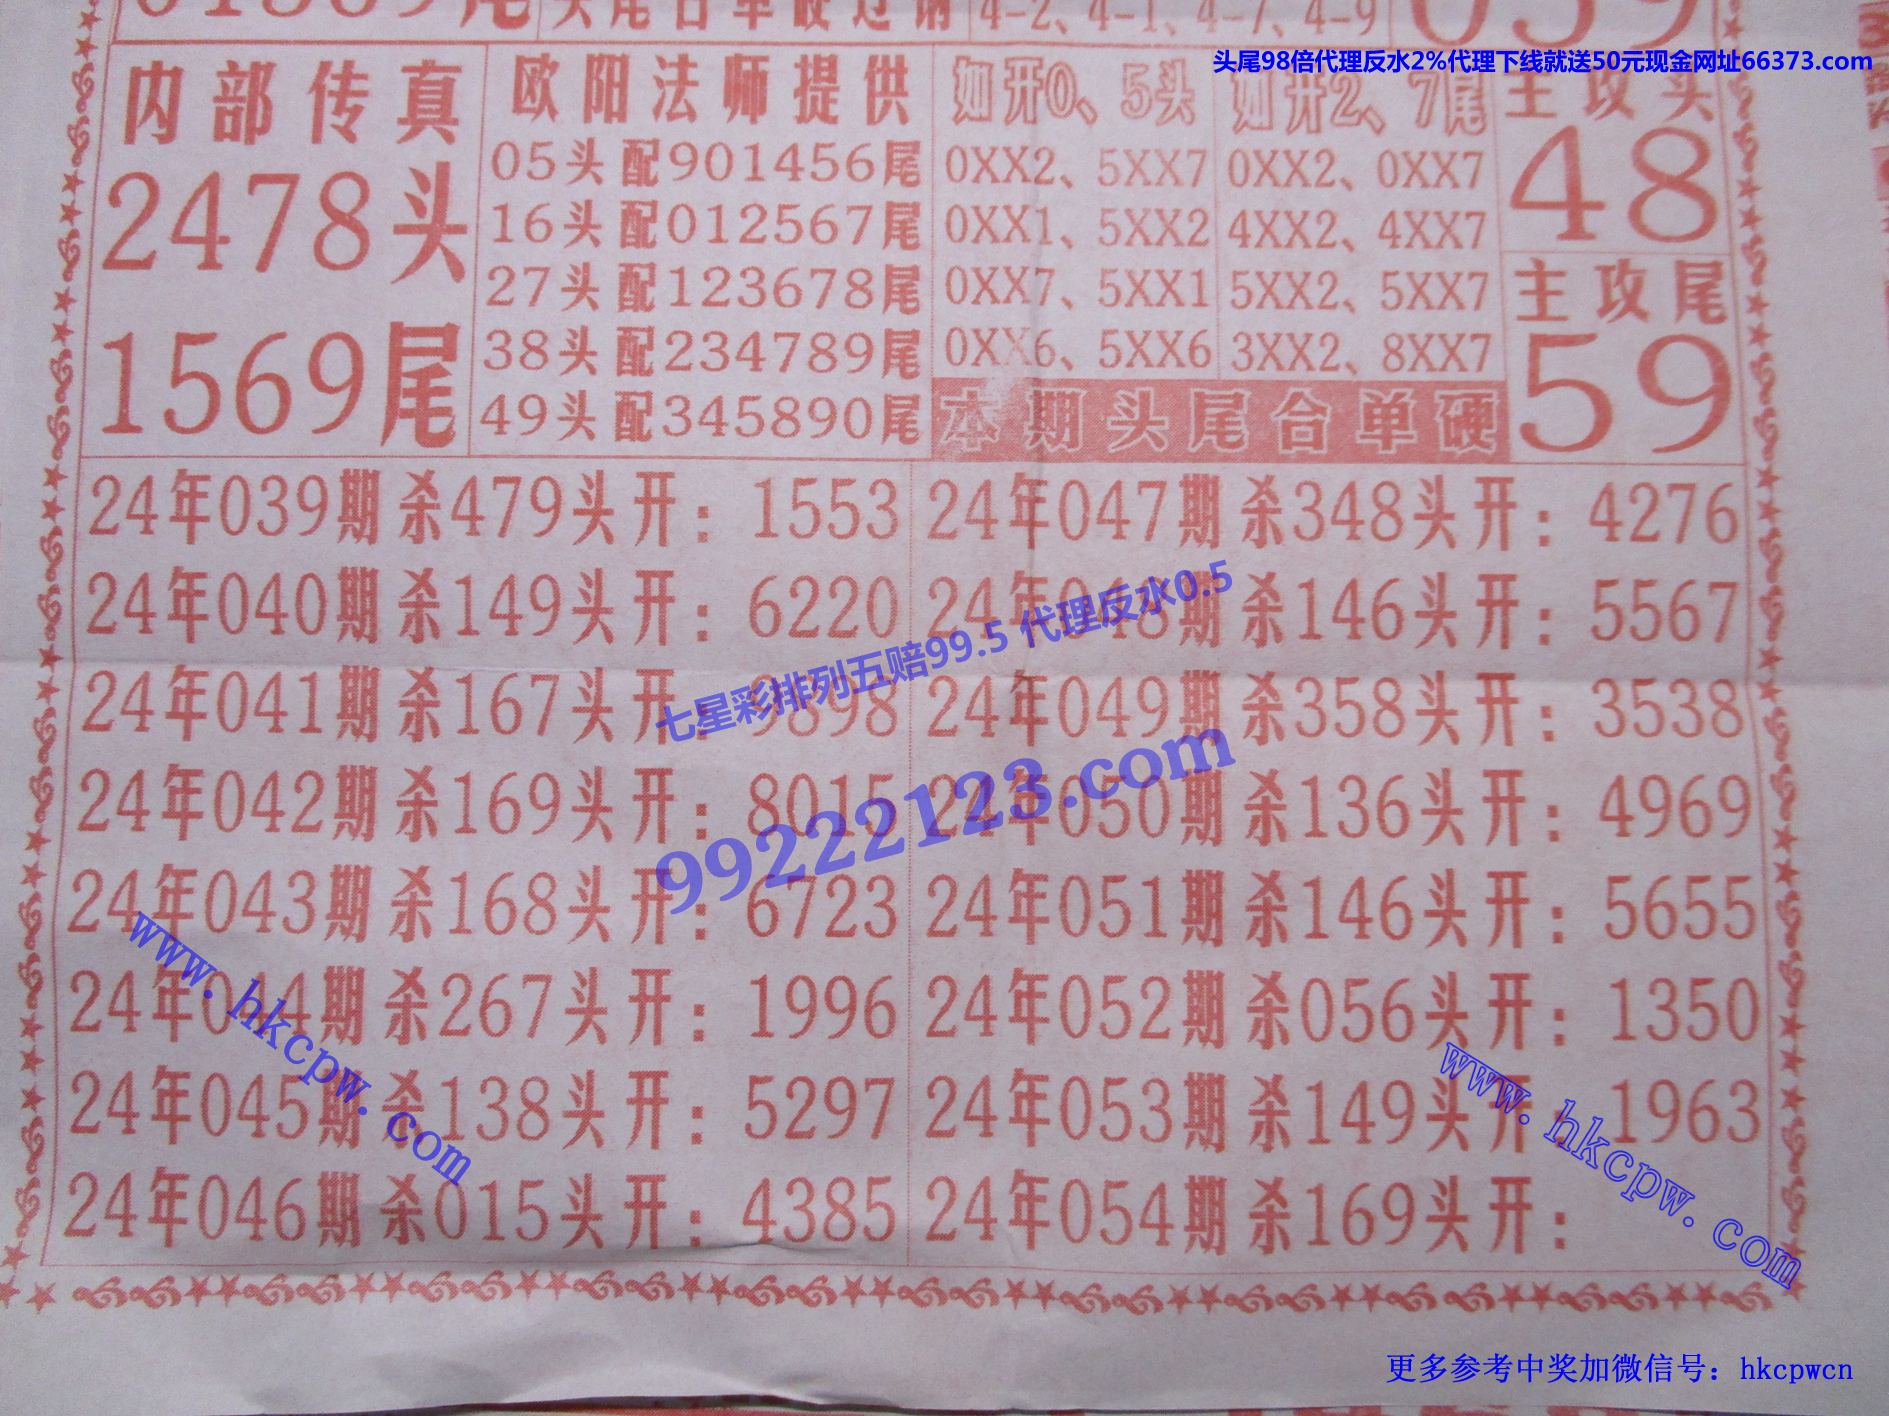 头尾98倍代理反水2%代理下线就送50元现金网址66373.com
4-2、4-1、4-7、4-9
内部传真
2478头
1569尾
欧阳法师提供
05头配901456尾
16头配012567尾
27头配123678尾
38头配234789尾
49头配345890尾
如开0、5头
0XX2、5XX7
0XX1、5XX2
0XX7、5XX1
0XX6、5XX6
如开2、7尾
0XX2、0XX7
4XX2、4XX7
5XX2、5XX7
3XX2、8XX7
本期头尾合单硬
主攻头
48
主攻尾
59
24年039期杀479头开：1553
24年040期杀149头开：6220
24年041期杀167头开：9898
24年042期杀169头开：8015
24年043期杀168头开：6723
24年044期杀267头开：1996
24年045期杀138头开：5297
24年046期杀015头开：4385
24年047期杀348头开：4276
24年048期杀146头开：5567
24年049期杀358头开：3538
24年050期杀136头开：4969
24年051期杀146头开：5655
24年052期杀056头开：1350
24年053期杀149头开：1963
24年054期杀169头开：
七星彩排列五赔99.5 代理反水0.5
99222123.com
www.hkcpw.com
www.hkcpw.com
更多参考中奖加微信号：hkcpwcn